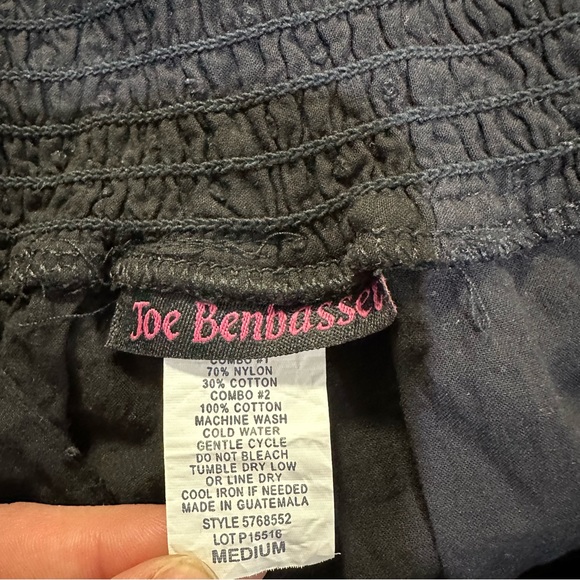 Joe Benbasset
COMBO #1
70% NYLON
30% COTTON
COMBO #2
100% COTTON
MACHINE WASH
COLD WATER
GENTLE CYCLE
DO NOT BLEACH
TUMBLE DRY LOW
OR LINE DRY
COOL IRON IF NEEDED
MADE IN GUATEMALA
STYLE 5768552
LOT P15516
MEDIUM